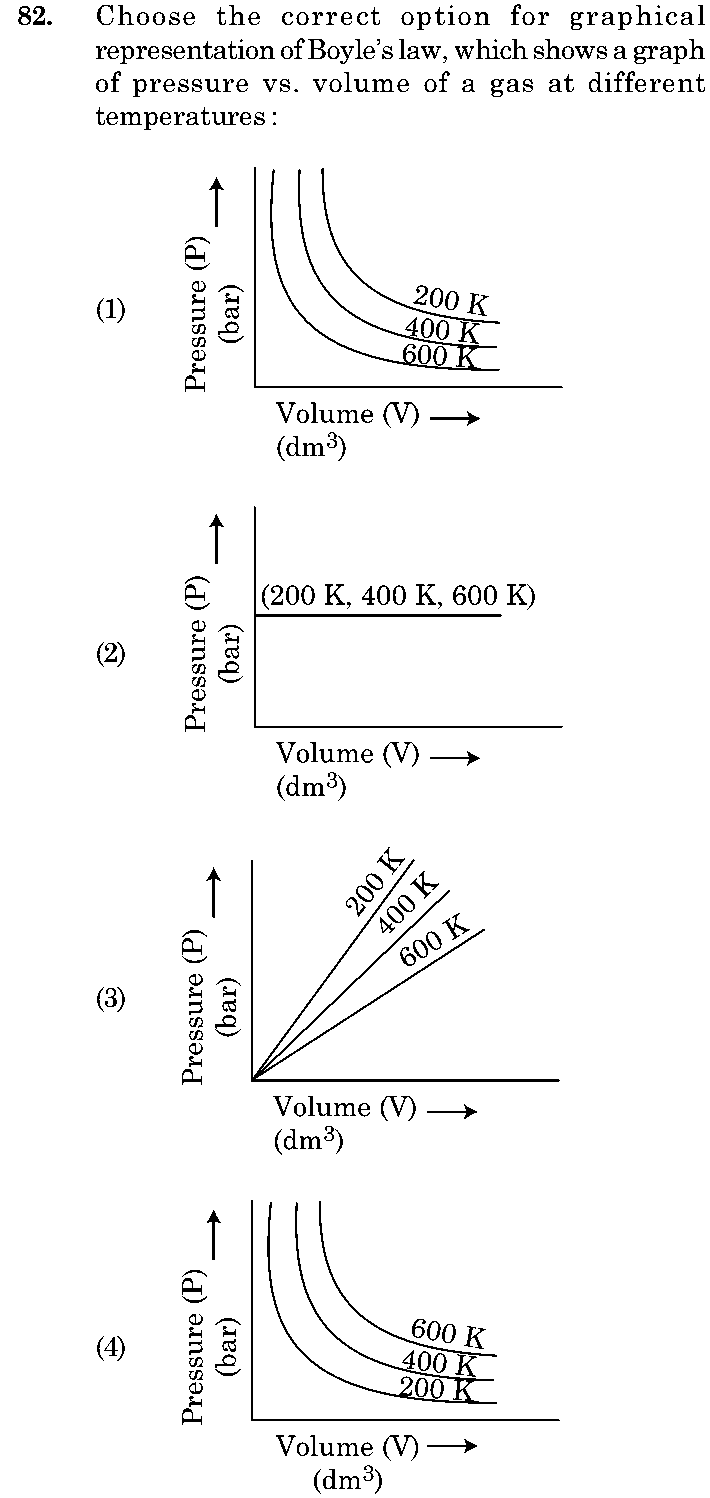 82. Choose the correct option for graphical
representation of Boyle's law, which shows a graph
of pressure vs. volume of a gas at different
temperatures :
(1)
Pressure (P)
(bar)
200 K
400 K
600 K
Volume (V)
(dm³)
(2)
Pressure (P)
(bar)
(200 K, 400 K, 600 K)
Volume (V)
(dm³)
(3)
Pressure (P)
(bar)
200 K
400 K
600 K
Volume (V)
(dm³)
(4)
Pressure (P)
(bar)
600 K
400 K
200 K
Volume (V)
(dm³)